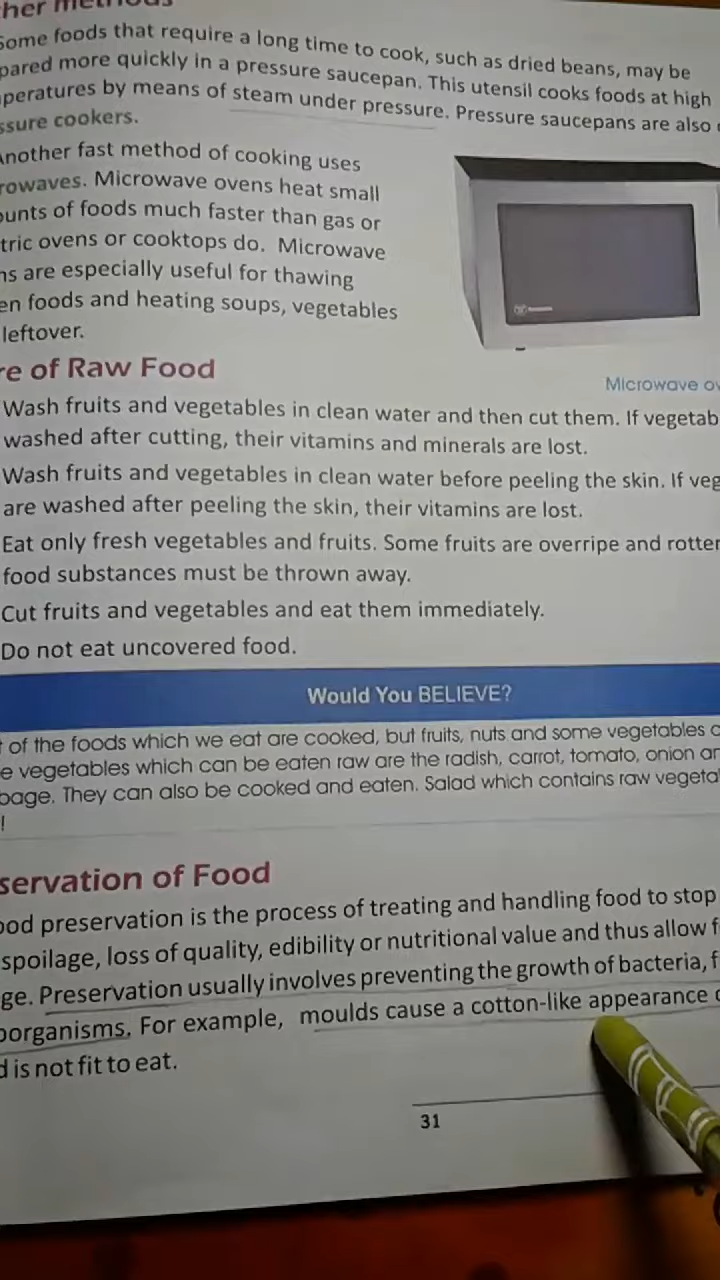 her methods
Some foods that require a long time to cook, such as dried beans, may be
pared more quickly in a pressure saucepan. This utensil cooks foods at high
peratures by means of steam under pressure. Pressure saucepans are also
ssure cookers.
Another fast method of cooking uses
rowaves. Microwave ovens heat small
ounts of foods much faster than gas or
tric ovens or cooktops do. Microwave
ns are especially useful for thawing
en foods and heating soups, vegetables
leftover.
Microwave ov
re of Raw Food
Wash fruits and vegetables in clean water and then cut them. If vegetab
washed after cutting, their vitamins and minerals are lost.
Wash fruits and vegetables in clean water before peeling the skin. If veg
are washed after peeling the skin, their vitamins are lost.
Eat only fresh vegetables and fruits. Some fruits are overripe and rotten
food substances must be thrown away.
Cut fruits and vegetables and eat them immediately.
Do not eat uncovered food.
Would You BELIEVE?
of the foods which we eat are cooked, but fruits, nuts and some vegetables
e vegetables which can be eaten raw are the radish, carrot, tomato, onion an
bage. They can also be cooked and eaten. Salad which contains raw vegeta
!
servation of Food
ood preservation is the process of treating and handling food to stop
spoilage, loss of quality, edibility or nutritional value and thus allow f
ge. Preservation usually involves preventing the growth of bacteria, f
oorganisms. For example, moulds cause a cotton-like appearance
d is not fit to eat.
31